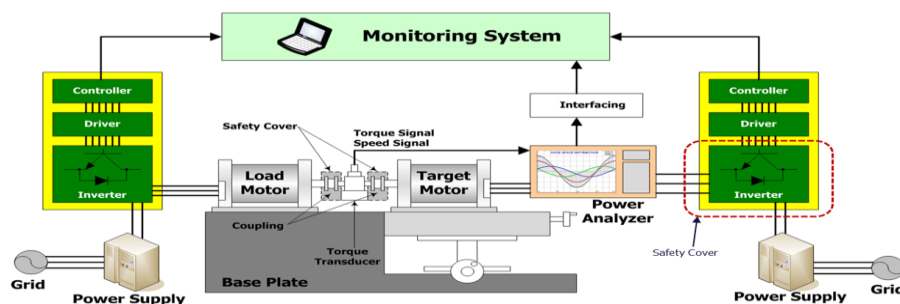 Monitoring System
Controller
Driver
Inverter
Grid
Power Supply
Safety Cover
Torque Signal
Speed Signal
Load
Motor
Target
Motor
Coupling
Torque
Transducer
Base Plate
Interfacing
Power
Analyzer
Controller
Driver
Inverter
Safety Cover
Power Supply
Grid